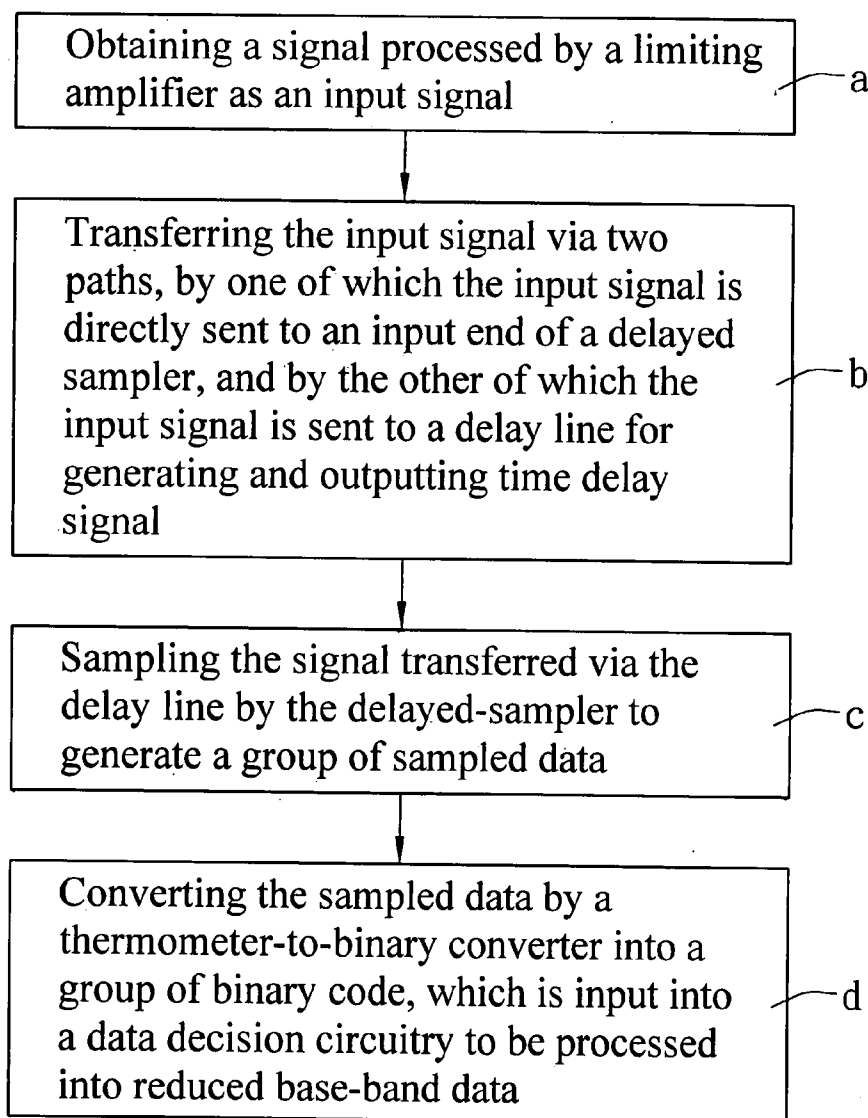 Obtaining a signal processed by a limiting
amplifier as an input signal
a
Transferring the input signal via two
paths, by one of which the input signal is
directly sent to an input end of a delayed
sampler, and by the other of which the
input signal is sent to a delay line for
generating and outputting time delay
signal
b
Sampling the signal transferred via the
delay line by the delayed-sampler to
generate a group of sampled data
c
Converting the sampled data by a
thermometer-to-binary converter into a
group of binary code, which is input into
a data decision circuitry to be processed
into reduced base-band data
d